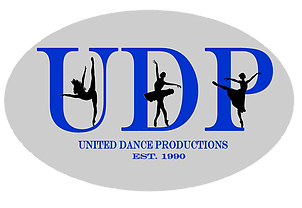 UDP
UNITED DANCE PRODUCTIONS
EST. 1990